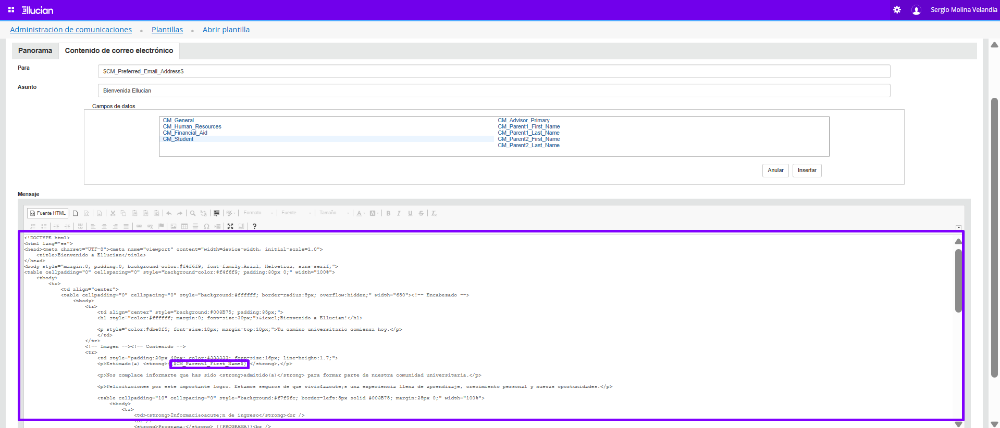 Ellucian
Sergio Molina Velandia
Administración de comunicaciones • Plantillas • Abrir plantilla
Panorama Contenido de correo electrónico
Para
$CM_Preferred_Email_Address$
Asunto
Bienvenida Ellucian
Campos de datos
CM_General
CM_Human_Resources
CM_Financial_Aid
CM_Student
CM_Advisor_Primary
CM_Parent1_First_Name
CM_Parent1_Last_Name
CM_Parent2_First_Name
CM_Parent2_Last_Name
Anular Insertar
Mensaje
Fuente HTML Formato Fuente Tamaño
<!DOCTYPE html>
<html lang="es">
<head><meta charset="UTF-8"><meta name="viewport" content="width=device-width, initial-scale=1.0">
<title>Bienvenido a Ellucian</title>
</head>
<body style="margin:0; padding:0; background-color:#f4f6f9; font-family:Arial, Helvetica, sans-serif;">
<table cellpadding="0" cellspacing="0" style="background-color:#f4f6f9; padding:30px 0;" width="100%">
<tbody>
<tr>
<td align="center">
<table cellpadding="0" cellspacing="0" style="background:#ffffff; border-radius:8px; overflow:hidden;" width="650"><!-- Encabezado -->
<tbody>
<tr>
<td align="center" style="background:#003B75; padding:35px;">
<h1 style="color:#ffffff; margin:0; font-size:30px;">&iexcl;Bienvenido a Ellucian!</h1>
<p style="color:#dbe8f5; font-size:18px; margin-top:10px;">Tu camino universitario comienza hoy.</p>
</td>
</tr>
<!-- Imagen --><!-- Contenido -->
<tr>
<td style="padding:20px 40px; color:#333333; font-size:16px; line-height:1.7;">
<p>Estimado(a) <strong>{{$CM_Parent1_First_Name$}}</strong>,</p>
<p>Nos complace informarte que has sido <strong>admitido(a)</strong> para formar parte de nuestra comunidad universitaria.</p>
<p>Felicitaciones por este importante logro. Estamos seguros de que vivir&aacute;s una experiencia llena de aprendizaje, crecimiento personal y nuevas oportunidades.</p>
<table cellpadding="10" cellspacing="0" style="background:#f7f9fc; border-left:5px solid #003B75; margin:25px 0;" width="100%">
<tbody>
<tr>
<td><strong>Informaci&oacute;n de ingreso</strong><br />
<br />
<strong>Programa:</strong> {{PROGRAMA}}<br />